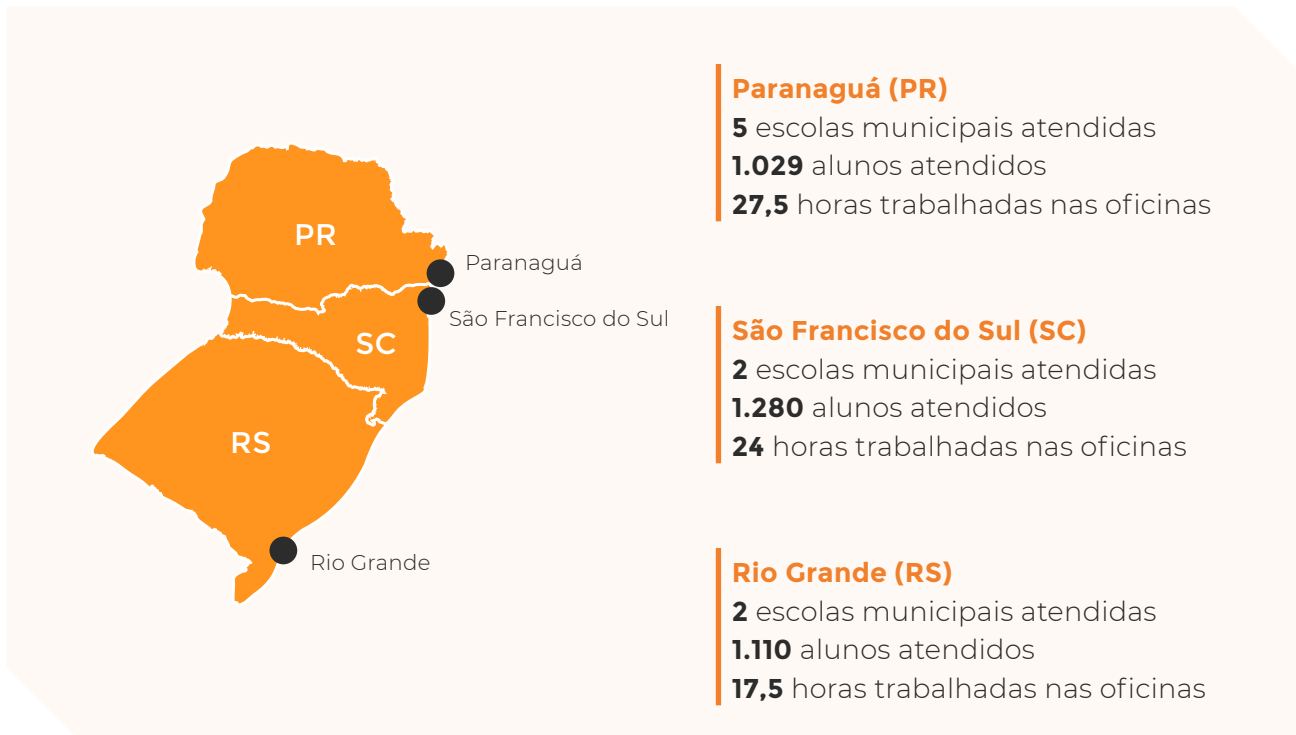 PR
Paranaguá
São Francisco do Sul
SC
RS
Rio Grande
Paranaguá (PR)
5 escolas municipais atendidas
1.029 alunos atendidos
27,5 horas trabalhadas nas oficinas
São Francisco do Sul (SC)
2 escolas municipais atendidas
1.280 alunos atendidos
24 horas trabalhadas nas oficinas
Rio Grande (RS)
2 escolas municipais atendidas
1.110 alunos atendidos
17,5 horas trabalhadas nas oficinas